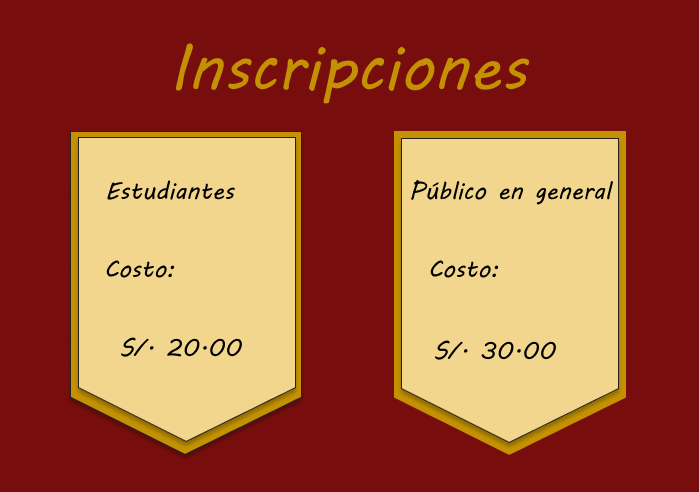 Inscripciones
Estudiantes
Costo:
S/. 20.00
Público en general
Costo:
S/. 30.00